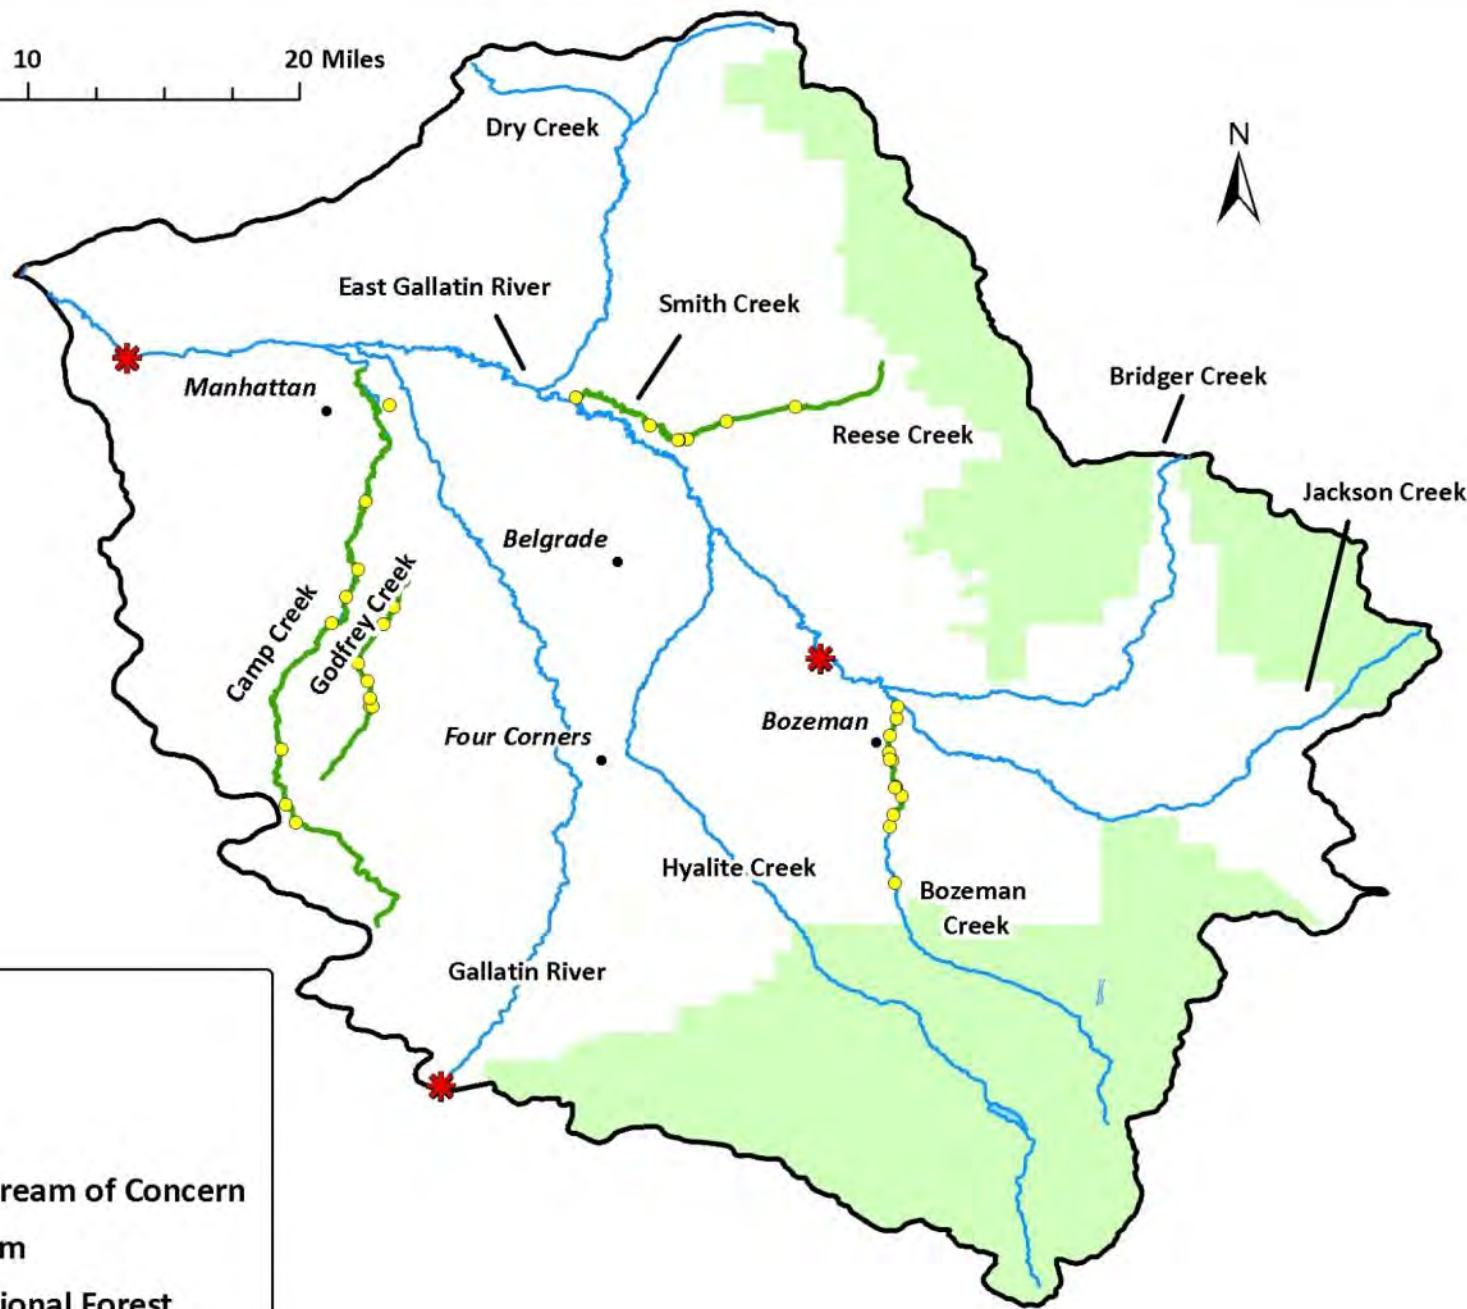 10
20 Miles
Dry Creek
N
East Gallatin River
Smith Creek
Manhattan
Bridger Creek
Reese Creek
Jackson Creek
Belgrade
Camp Creek
Godfrey Creek
Four Corners
Bozeman
Hyalite Creek
Bozeman
Creek
Gallatin River
ream of Concern
m
ional Forest